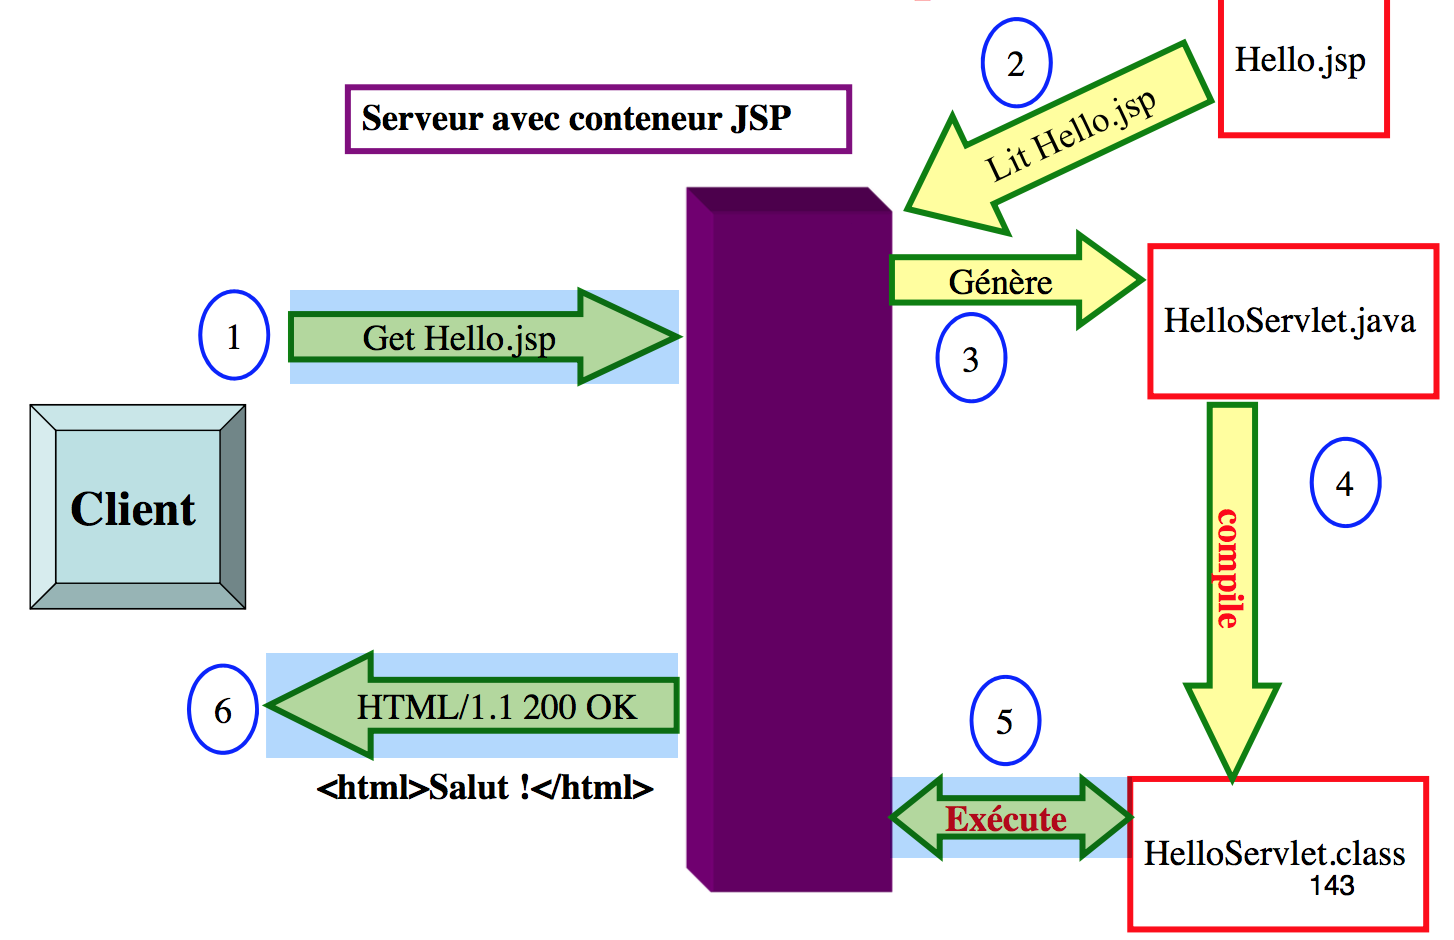 2
Hello.jsp
Lit Hello.jsp
Serveur avec conteneur JSP
Génère
HelloServlet.java
1
Get Hello.jsp
3
4
Client
compile
6
HTML/1.1 200 OK
5
<html>Salut !</html>
Exécute
HelloServlet.class
143